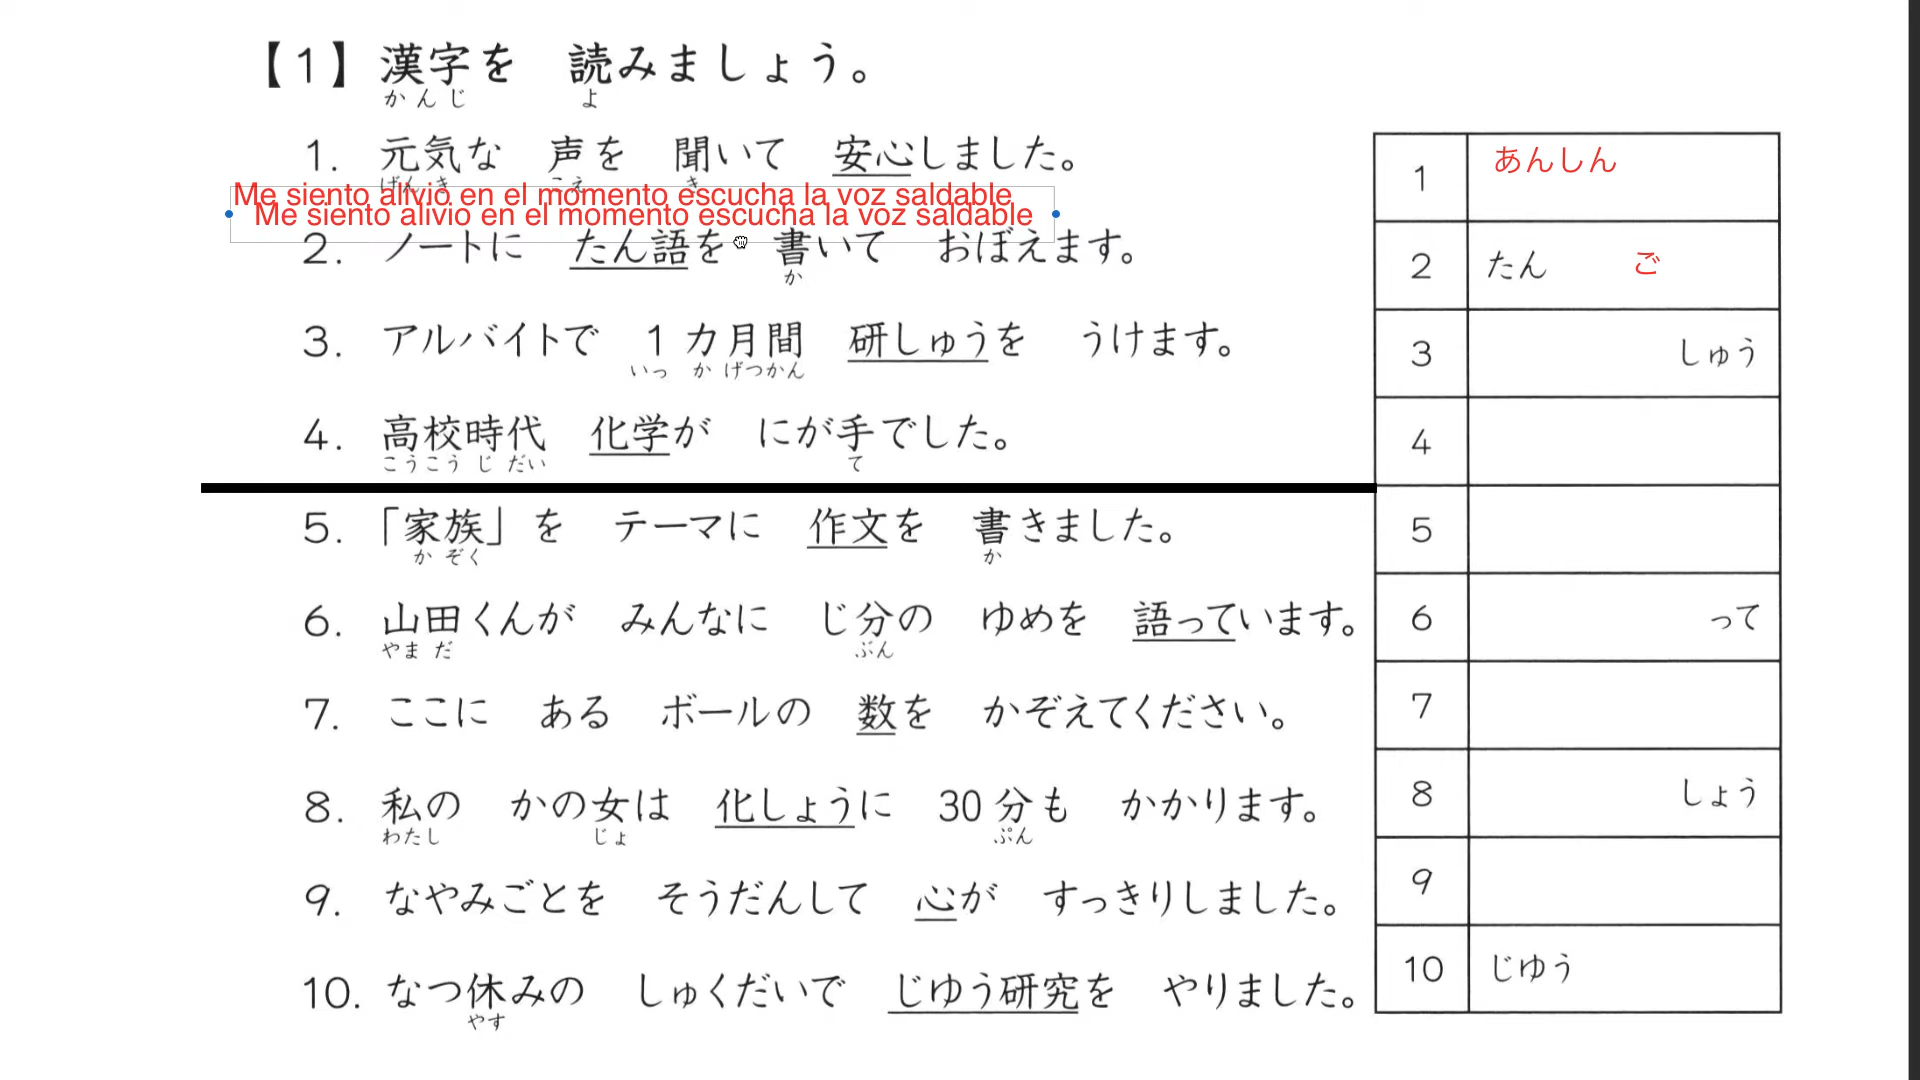 【1】漢字を 読みましょう。
かんじ よ
1. 元気な 声を 聞いて 安心しました。
げんき こえ き
Me siento alivio en el momento escucha la voz saldable
Me siento alivio en el momento escucha la voz saldable
2. ノートに たん語を 書いて おぼえます。
か
3. アルバイトで 1カ月間 研しゅうを うけます。
いっ か げつかん
4. 高校時代 化学が にが手でした。
こうこう じ だい て
5. 「家族」を テーマに 作文を 書きました。
か ぞく か
6. 山田くんが みんなに じ分の ゆめを 語っています。
やま だ ぶん
7. ここに ある ボールの 数を かぞえてください。
8. 私の かの女は 化しょうに 30分も かかります。
わたし じょ ぷん
9. なやみごとを そうだんして 心が すっきりしました。
10. なつ休みの しゅくだいで じゆう研究を やりました。
やす
1 あんしん
2 たん ご
3 しゅう
4
5
6 って
7
8 しょう
9
10 じゆう